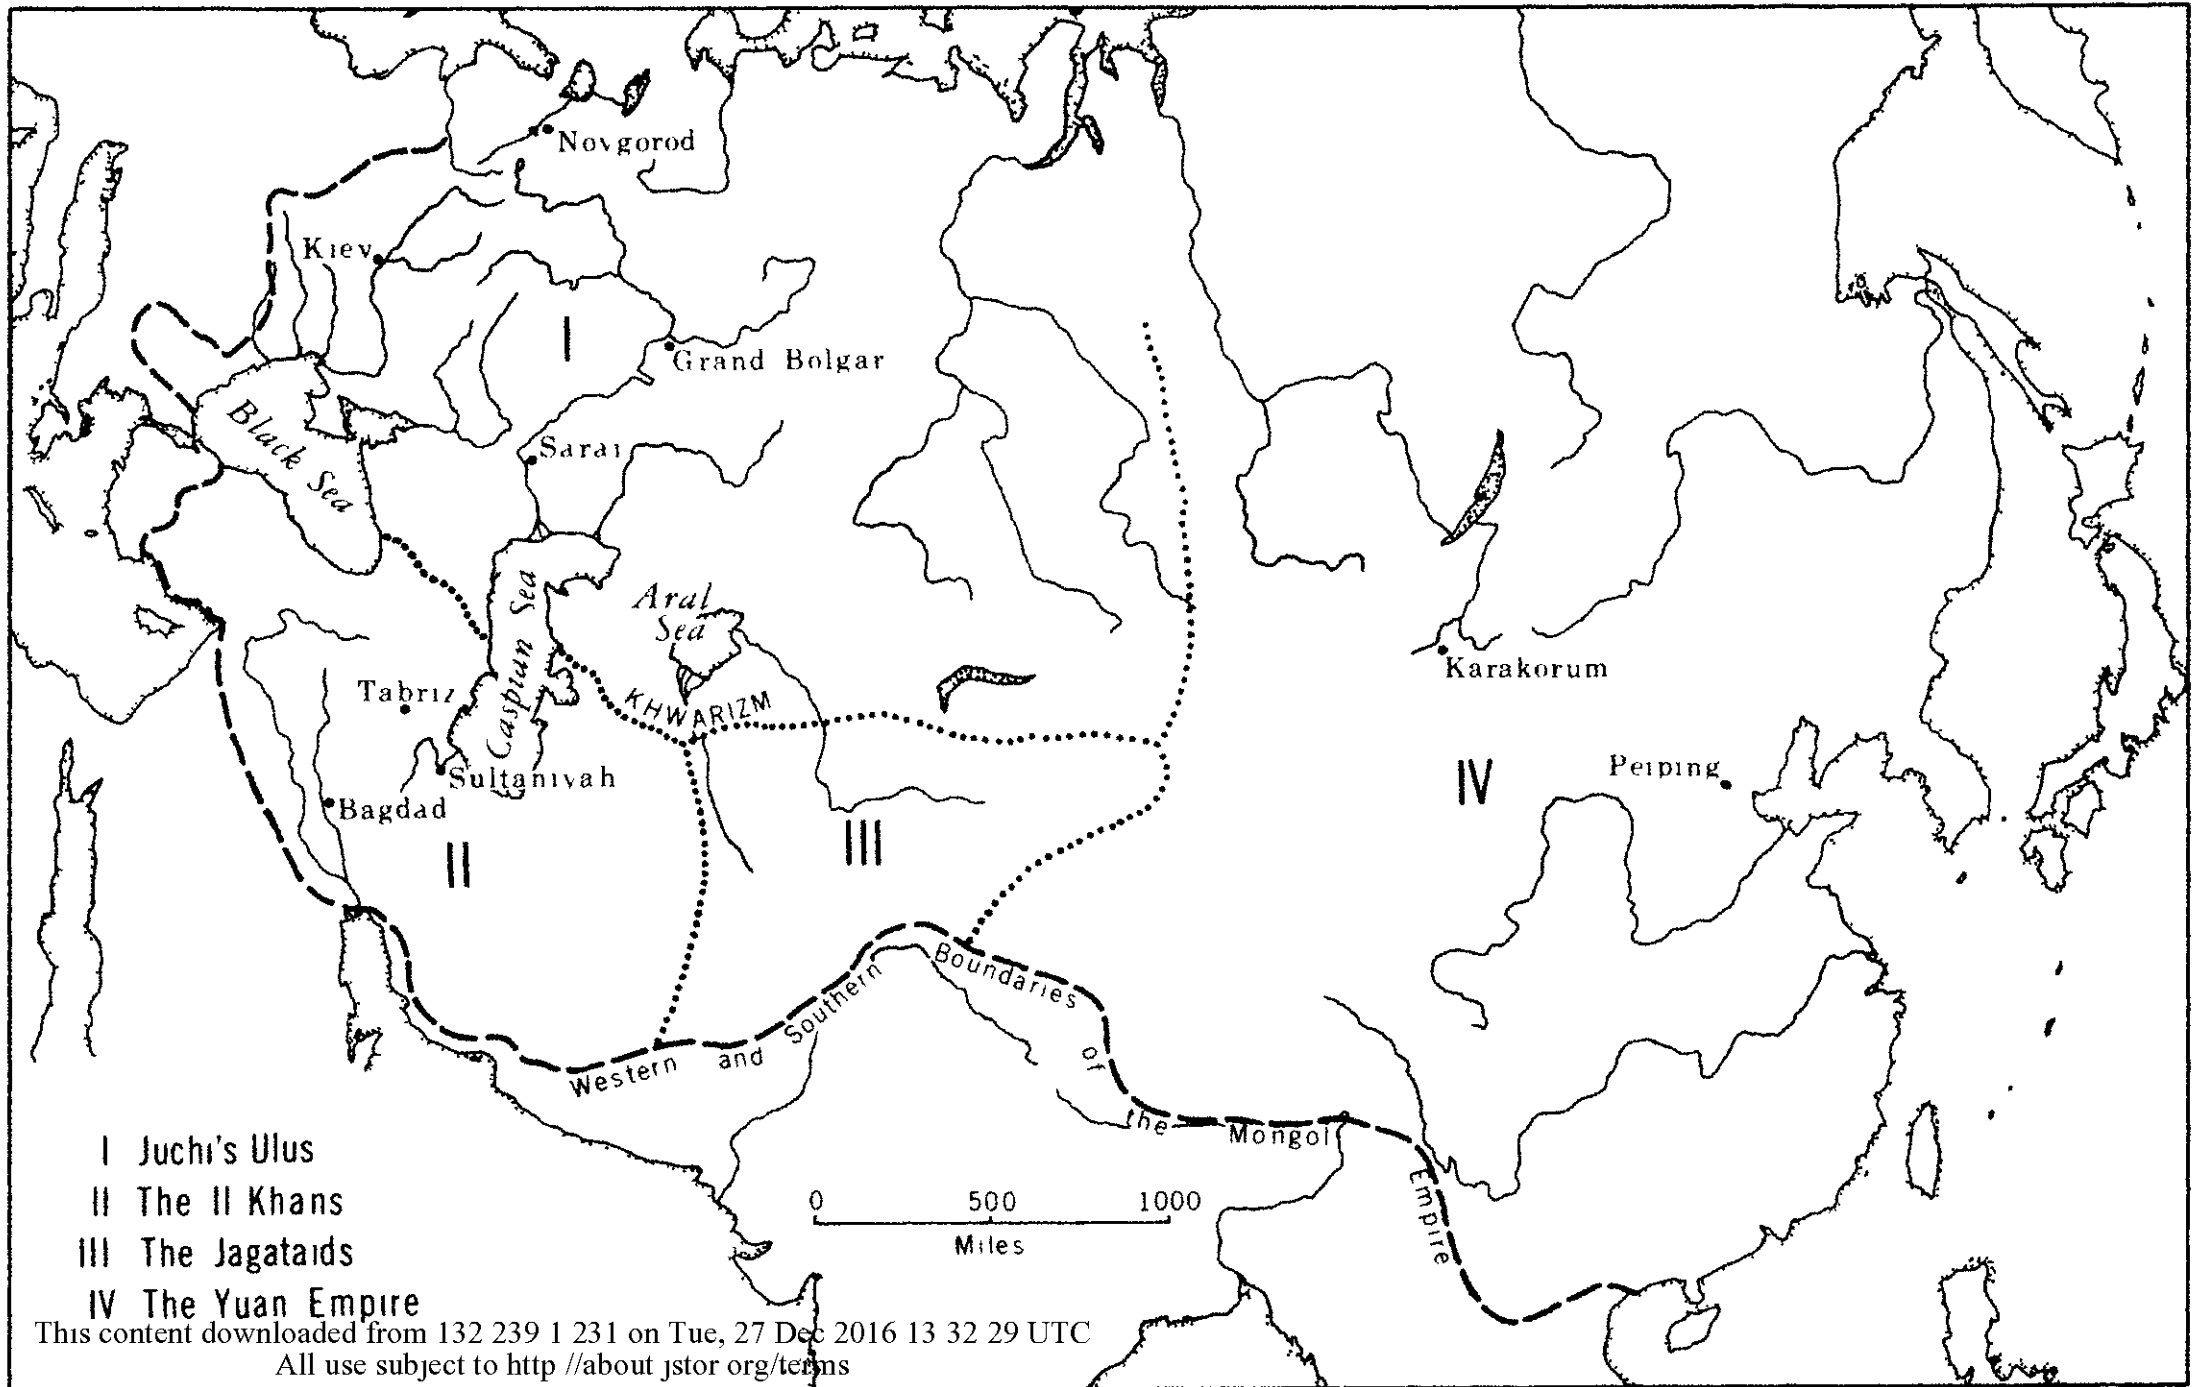 Novgorod
Kiev
I
Grand Bolgar
Black Sea
Sarai
Aral
Sea
Caspian Sea
Karakorum
Tabriz
KHWARIZM
IV
Peiping
Sultaniyah
Bagdad
III
II
Western and Southern Boundaries of the Mongol Empire
I Juchi's Ulus
II The Il Khans
III The Jagataids
IV The Yuan Empire
0 500 1000
Miles
This content downloaded from 132 239 1 231 on Tue, 27 Dec 2016 13 32 29 UTC
All use subject to http //about jstor org/terms